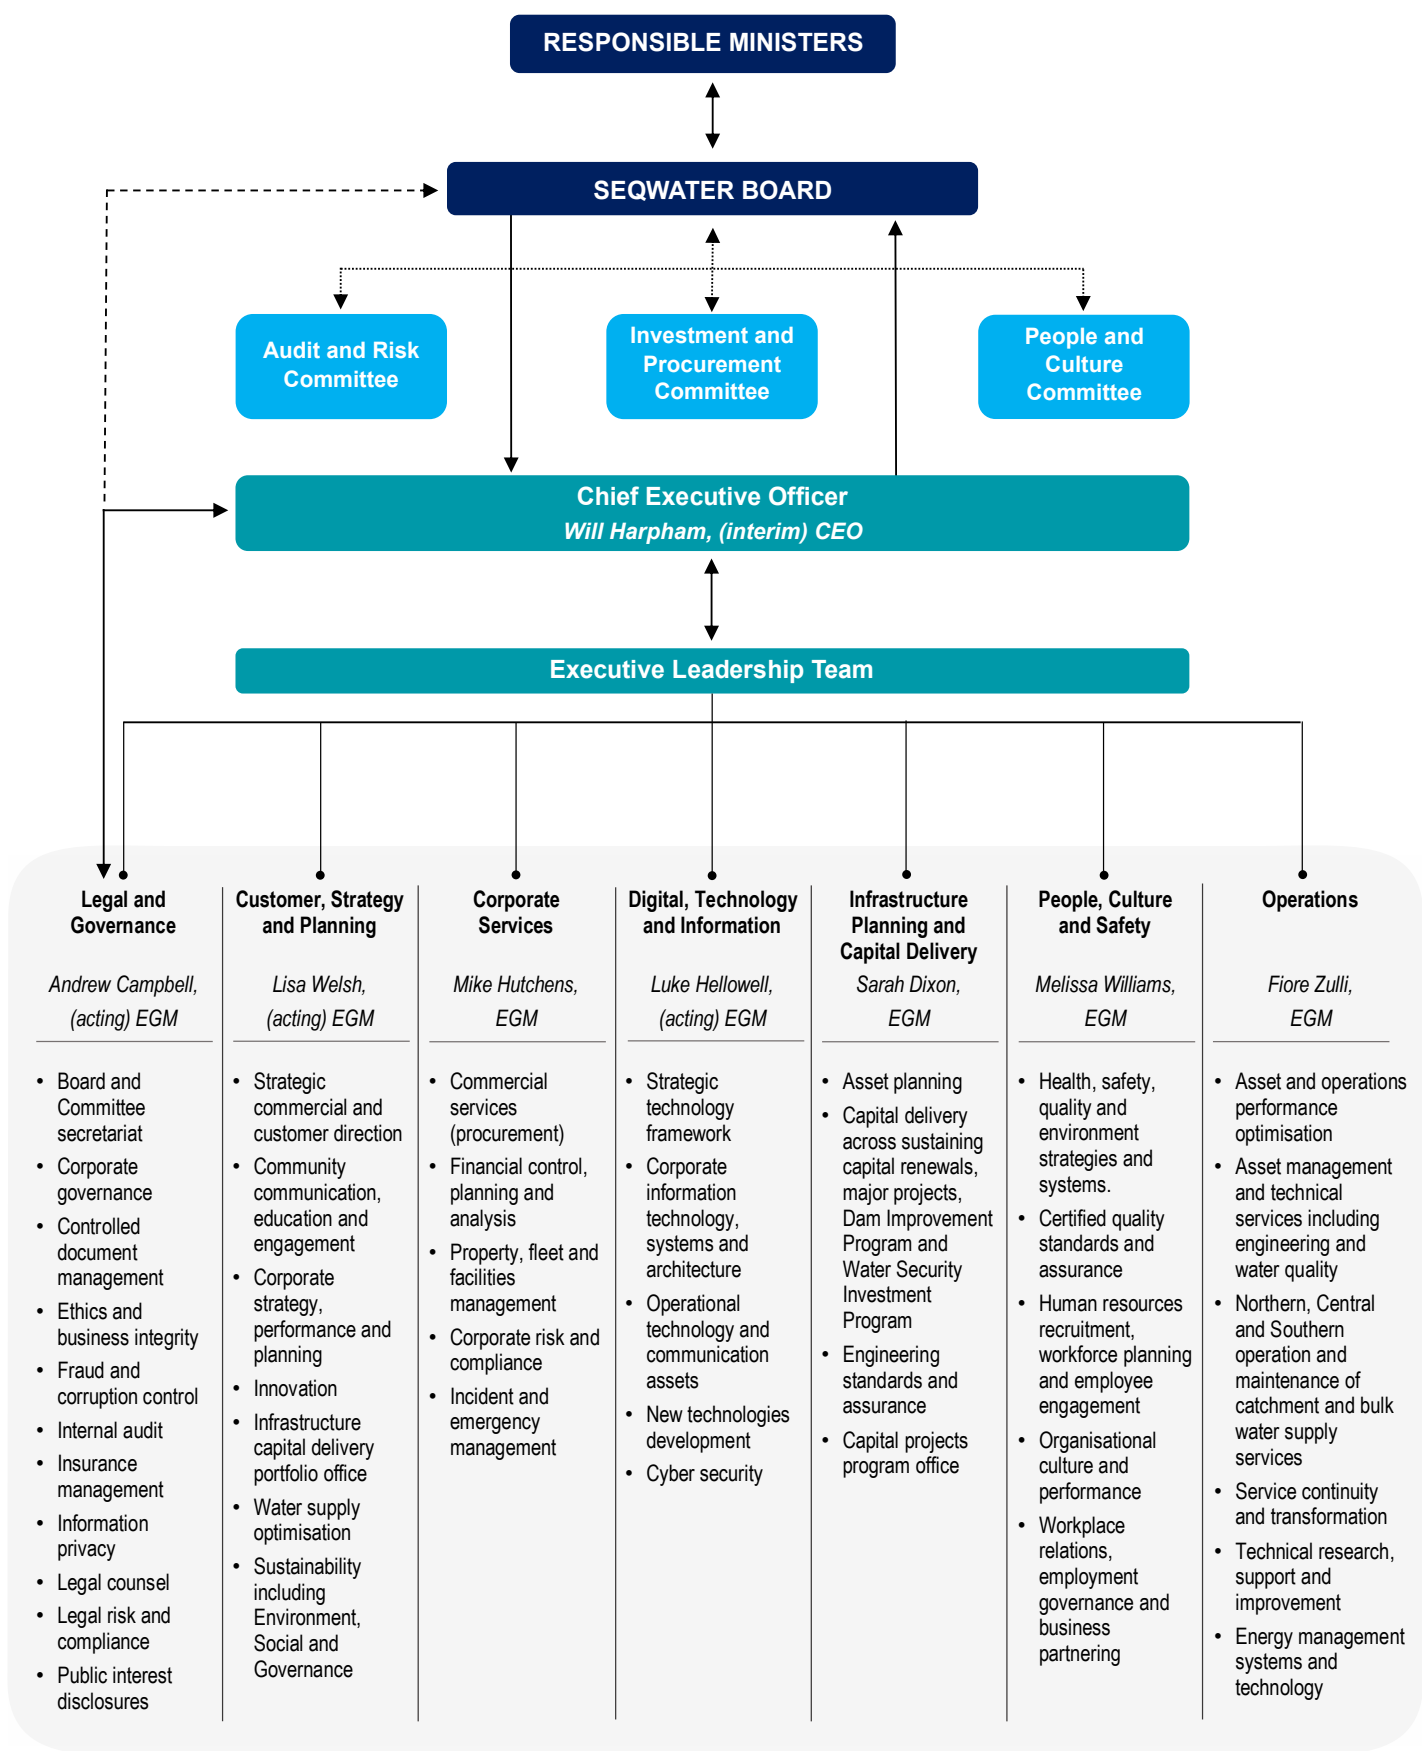 RESPONSIBLE MINISTERS
SEQWATER BOARD
Audit and Risk
Committee
Investment and
Procurement
Committee
People and
Culture
Committee
Chief Executive Officer
Will Harpham, (interim) CEO
Executive Leadership Team
Legal and
Governance
Andrew Campbell,
(acting) EGM
• Board and
Committee
secretariat
• Corporate
governance
• Controlled
document
management
• Ethics and
business integrity
• Fraud and
corruption control
• Internal audit
• Insurance
management
• Information
privacy
• Legal counsel
• Legal risk and
compliance
• Public interest
disclosures
Customer, Strategy
and Planning
Lisa Welsh,
(acting) EGM
• Strategic
commercial and
customer direction
• Community
communication,
education and
engagement
• Corporate
strategy,
performance and
planning
• Innovation
• Infrastructure
capital delivery
portfolio office
• Water supply
optimisation
• Sustainability
including
Environment,
Social and
Governance
Corporate
Services
Mike Hutchens,
EGM
• Commercial
services
(procurement)
• Financial control,
planning and
analysis
• Property, fleet and
facilities
management
• Corporate risk and
compliance
• Incident and
emergency
management
Digital, Technology
and Information
Luke Hellowell,
(acting) EGM
• Strategic
technology
framework
• Corporate
information
technology,
systems and
architecture
• Operational
technology and
communication
assets
• New technologies
development
• Cyber security
Infrastructure
Planning and
Capital Delivery
Sarah Dixon,
EGM
• Asset planning
• Capital delivery
across sustaining
capital renewals,
major projects,
Dam Improvement
Program and
Water Security
Investment
Program
• Engineering
standards and
assurance
• Capital projects
program office
People, Culture
and Safety
Melissa Williams,
EGM
• Health, safety,
quality and
environment
strategies and
systems.
• Certified quality
standards and
assurance
• Human resources
recruitment,
workforce planning
and employee
engagement
• Organisational
culture and
performance
• Workplace
relations,
employment
governance and
business
partnering
Operations
Fiore Zulli,
EGM
• Asset and operations
performance
optimisation
• Asset management
and technical
services including
engineering and
water quality
• Northern, Central
and Southern
operation and
maintenance of
catchment and bulk
water supply
services
• Service continuity
and transformation
• Technical research,
support and
improvement
• Energy management
systems and
technology